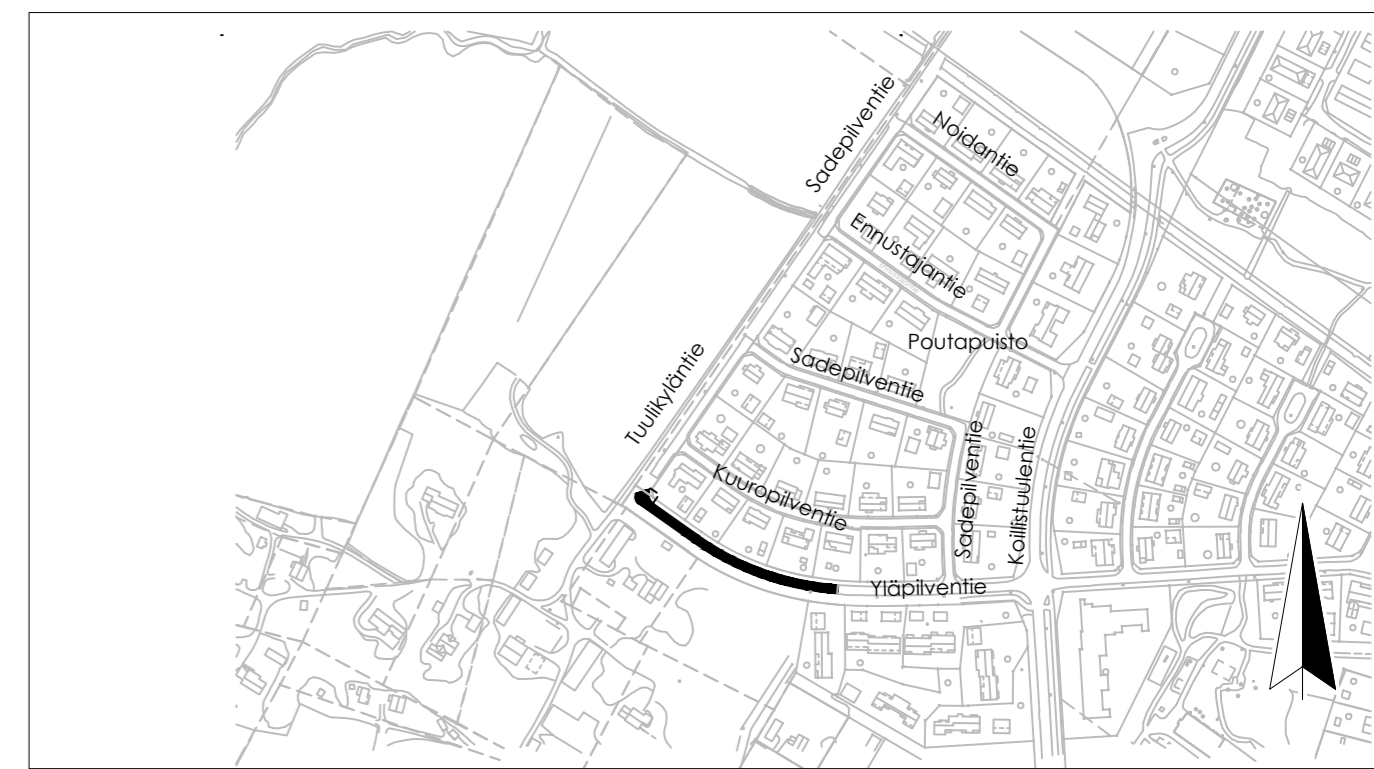 Sadepilventie
Noidantie
Ennustajantie
Poutapuisto
Sadepilventie
Tuulikyläntie
Kuuropilventie
Sadepilventie
Koillistuulentie
Yläpilventie